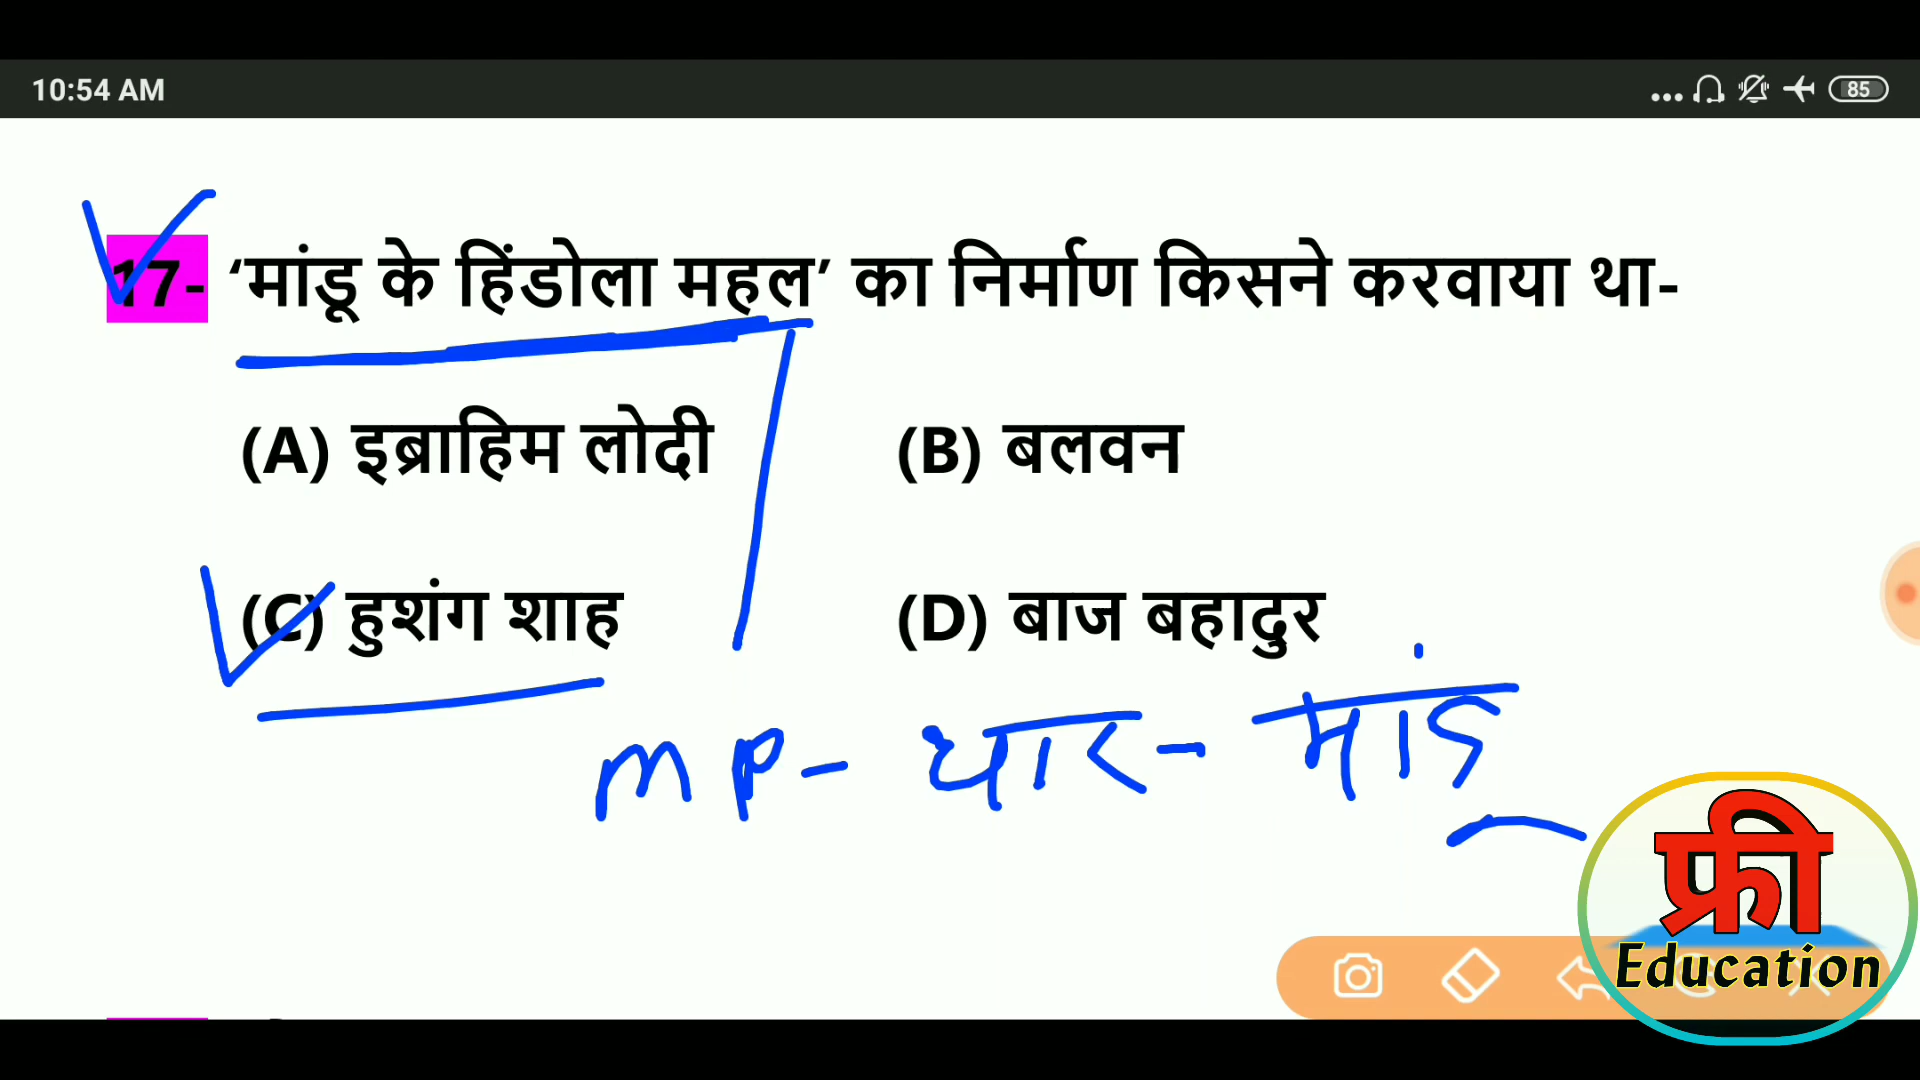 10:54 AM
85
17- ‘मांडू के हिंडोला महल’ का निर्माण किसने करवाया था-
(A) इब्राहिम लोदी
(B) बलवन
(C) हुशंग शाह
(D) बाज बहादुर
MP - धार - मांडू
फ्री
Education